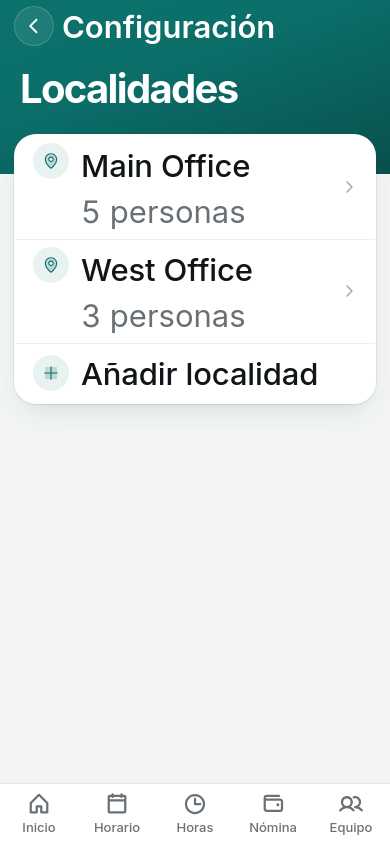 Configuración
Localidades
Main Office
5 personas
West Office
3 personas
Añadir localidad
Inicio
Horario
Horas
Nómina
Equipo